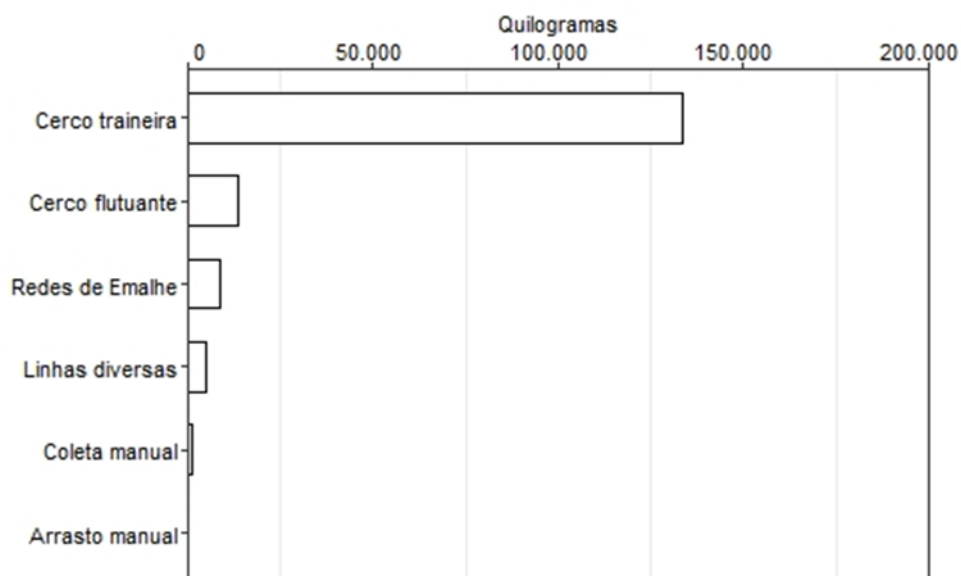 Quilogramas
0 50.000 100.000 150.000 200.000
Cerco traineira
Cerco flutuante
Redes de Emalhe
Linhas diversas
Coleta manual
Arrasto manual